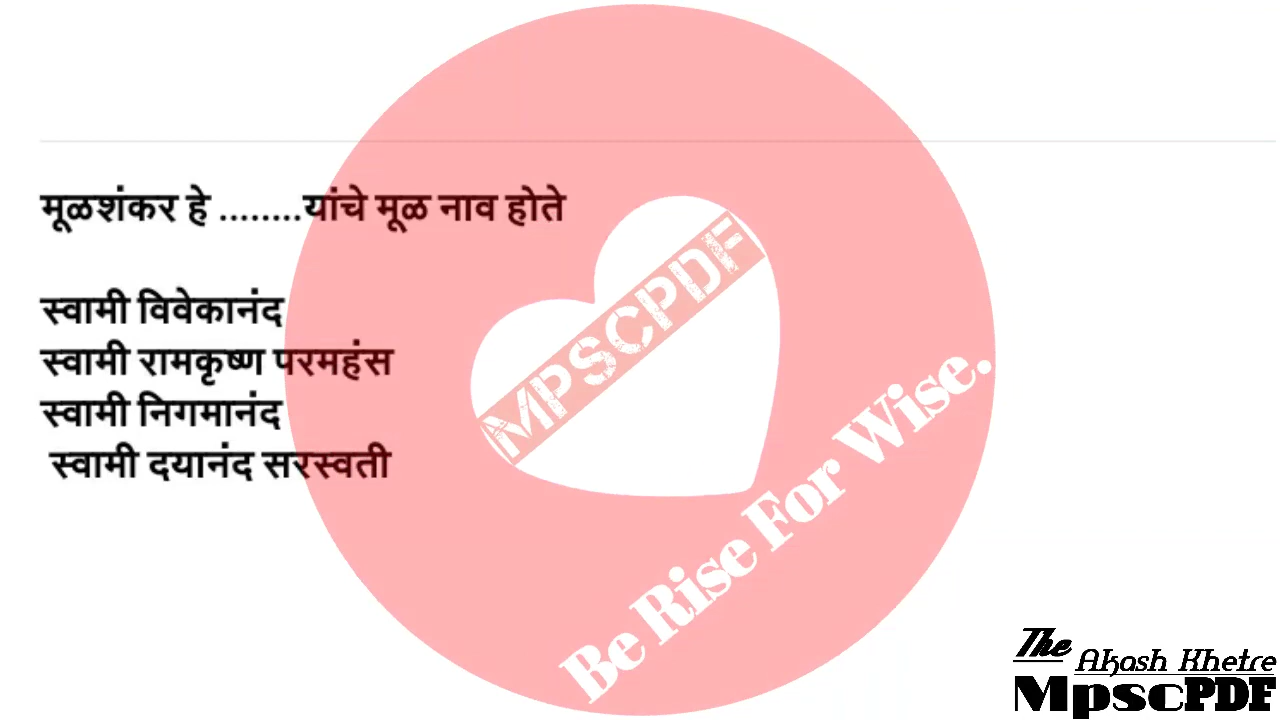 मूळशंकर हे ........यांचे मूळ नाव होते
स्वामी विवेकानंद
स्वामी रामकृष्ण परमहंस
स्वामी निगमानंद
स्वामी दयानंद सरस्वती
MPSCPDF
Be Rise For Wise.
The Akash Khetre
MpscPDF